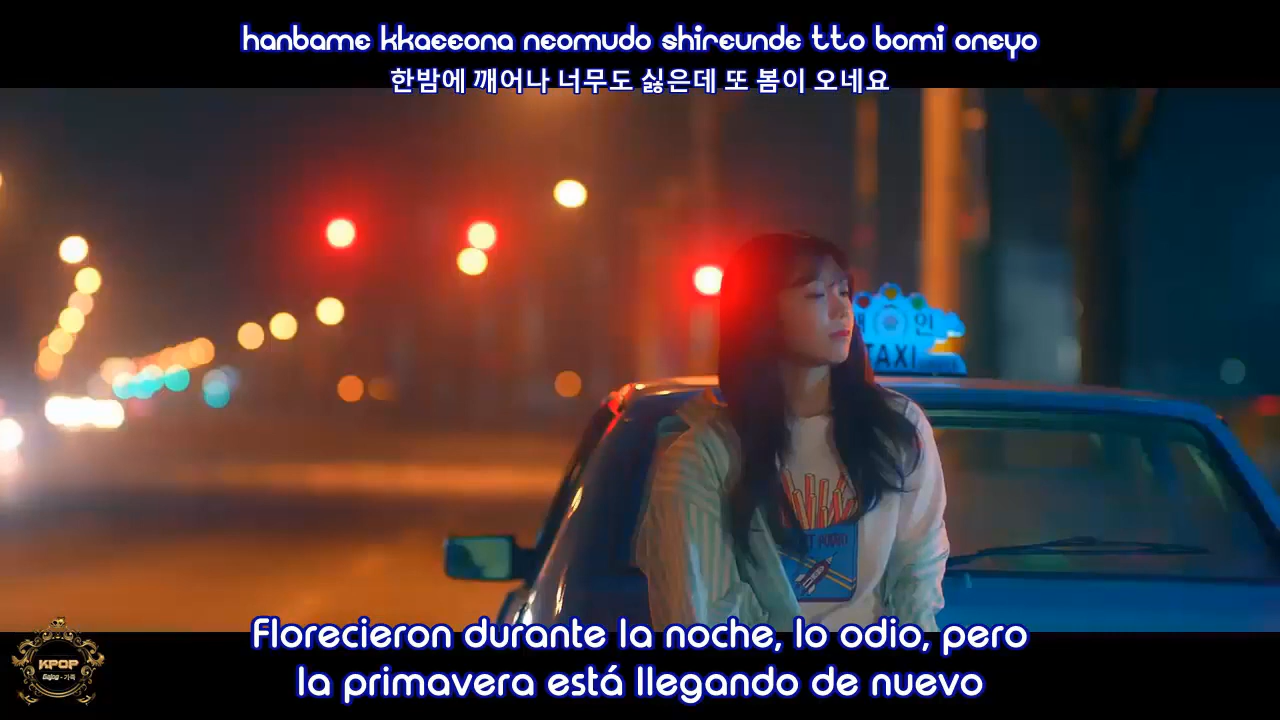 hanbame kkaeeona neomudo shireunde tto bomi oneyo
한밤에 깨어나 너무도 싫은데 또 봄이 오네요
인
TAXI
Florecieron durante la noche, lo odio, pero
la primavera está llegando de nuevo
KPOP